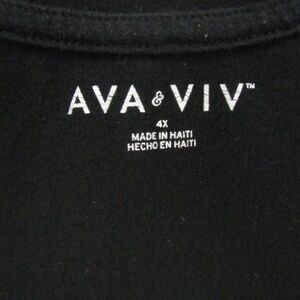 AVA & VIV™
4X
MADE IN HAITI
HECHO EN HAITI